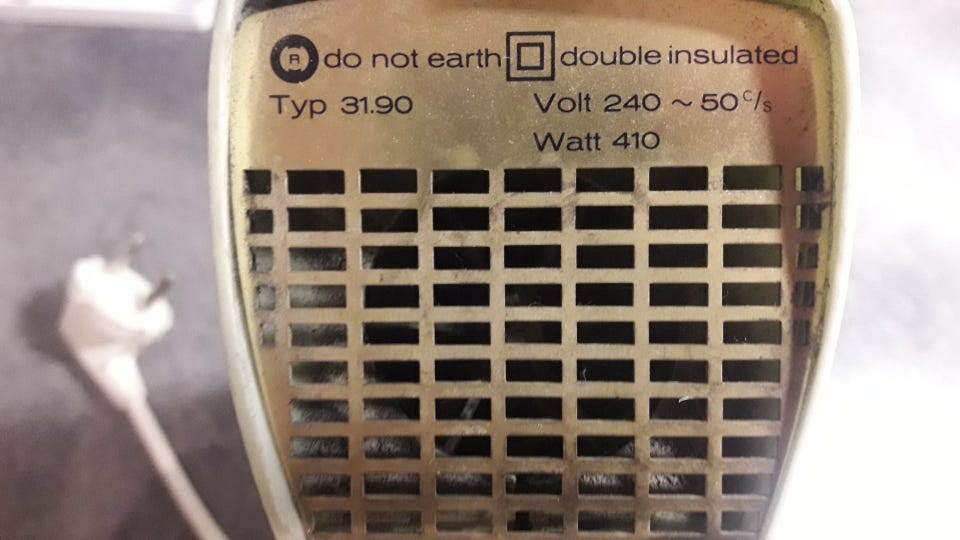 R do not earth double insulated
Typ 31.90 Volt 240 ~ 50 c/s
Watt 410